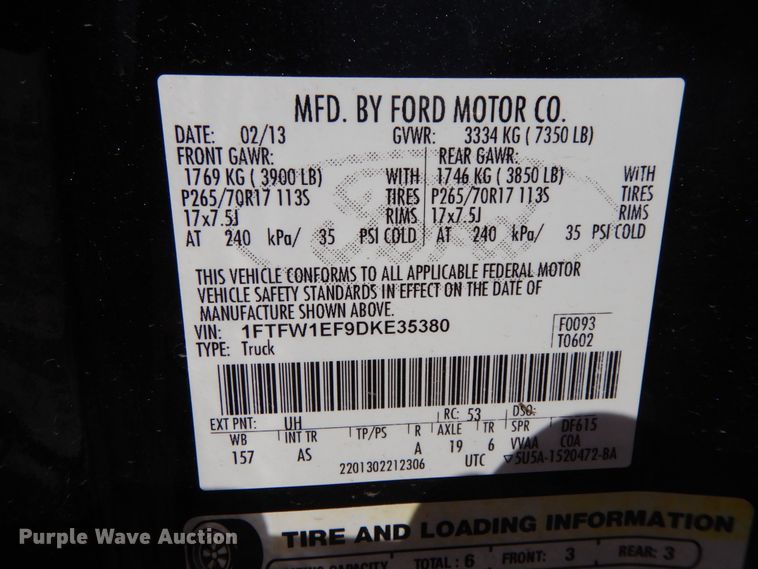 MFD. BY FORD MOTOR CO.
DATE: 02/13 GVWR: 3334 KG ( 7350 LB)
FRONT GAWR: REAR GAWR:
1769 KG ( 3900 LB) WITH 1746 KG ( 3850 LB) WITH
P265/70R17 113S TIRES P265/70R17 113S TIRES
17x7.5J RIMS 17x7.5J RIMS
AT 240 kPa/ 35 PSI COLD AT 240 kPa/ 35 PSI COLD
THIS VEHICLE CONFORMS TO ALL APPLICABLE FEDERAL MOTOR
VEHICLE SAFETY STANDARDS IN EFFECT ON THE DATE OF
MANUFACTURE SHOWN ABOVE.
VIN: 1FTFW1EF9DKE35380 F0093
TYPE: Truck T0602
EXT PNT: UH RC: 53 DSO:
WB INT TR TP/PS R AXLE TR SPR DF615
157 AS A 19 6 VVAA COA
2201302212306 UTC 5U5A-1520472-BA
TIRE AND LOADING INFORMATION
CAPACITY TOTAL : 6 FRONT: 3 REAR: 3
Purple Wave Auction